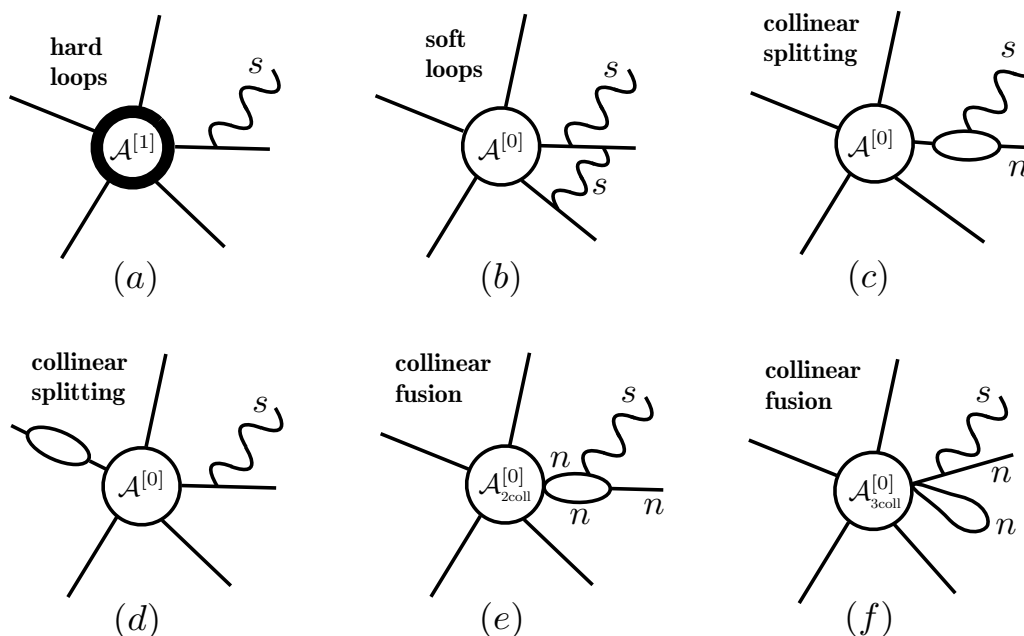 hard
loops
s
𝒜^[1]
(a)
soft
loops
s
𝒜^[0]
s
(b)
collinear
splitting
s
𝒜^[0]
n
(c)
collinear
splitting
s
𝒜^[0]
(d)
collinear
fusion
s
n
𝒜^[0]_2coll
n
n
(e)
collinear
fusion
s
n
𝒜^[0]_3coll
n
(f)